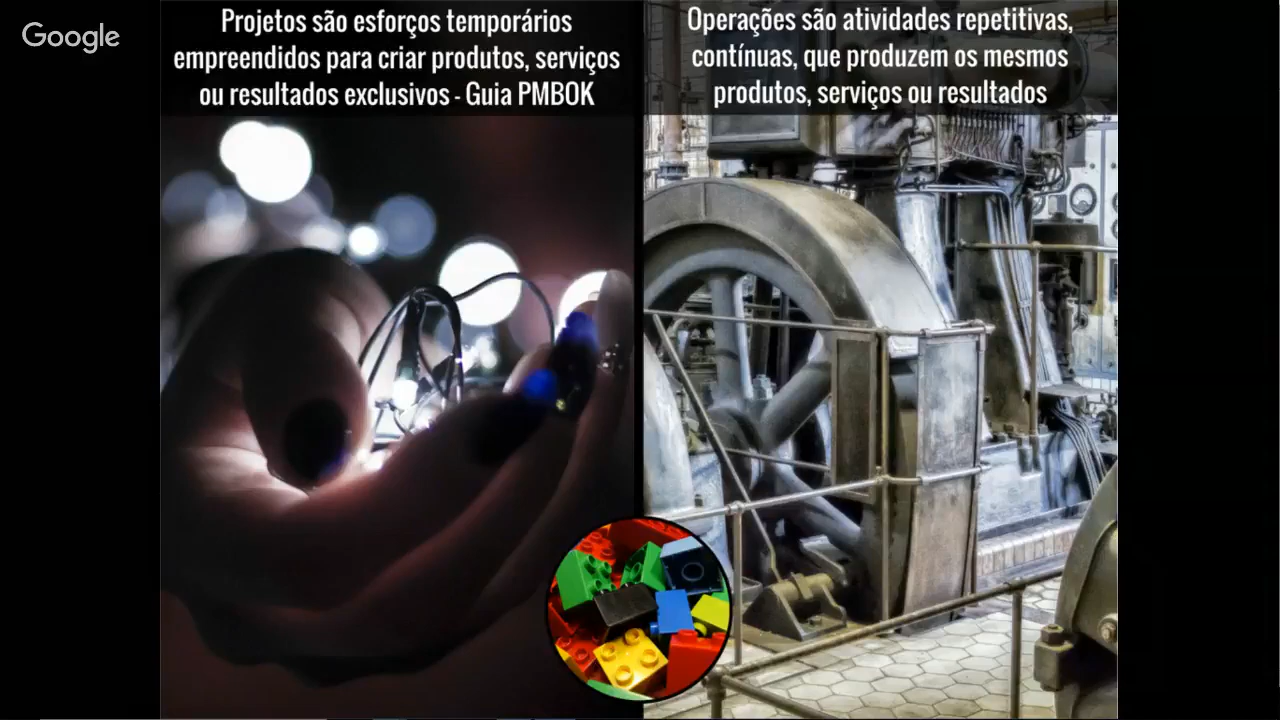 Google
Projetos são esforços temporários
empreendidos para criar produtos, serviços
ou resultados exclusivos - Guia PMBOK
Operações são atividades repetitivas,
contínuas, que produzem os mesmos
produtos, serviços ou resultados